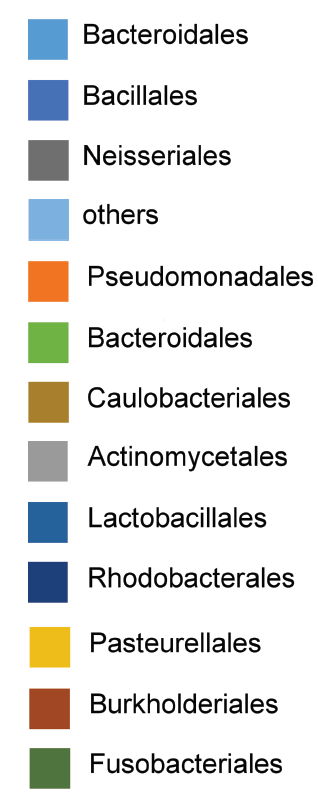 Bacteroidales
Bacillales
Neisseriales
others
Pseudomonadales
Bacteroidales
Caulobacteriales
Actinomycetales
Lactobacillales
Rhodobacterales
Pasteurellales
Burkholderiales
Fusobacteriales